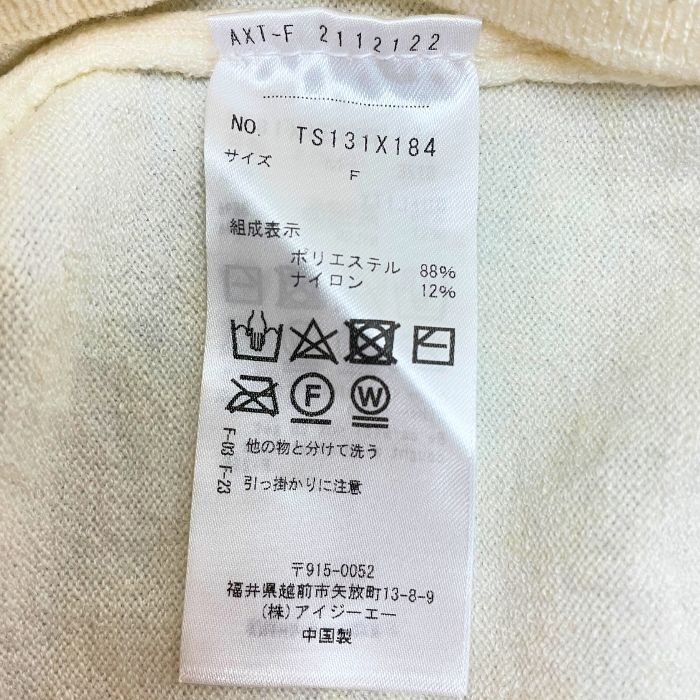 AXT-F 2112122
NO. TS131X184
サイズ F
組成表示
ポリエステル 88%
ナイロン 12%
F
W
F-03 他の物と分けて洗う
F-23 引っ掛かりに注意
〒915-0052
福井県越前市矢放町13-8-9
(株)アイジーエー
中国製